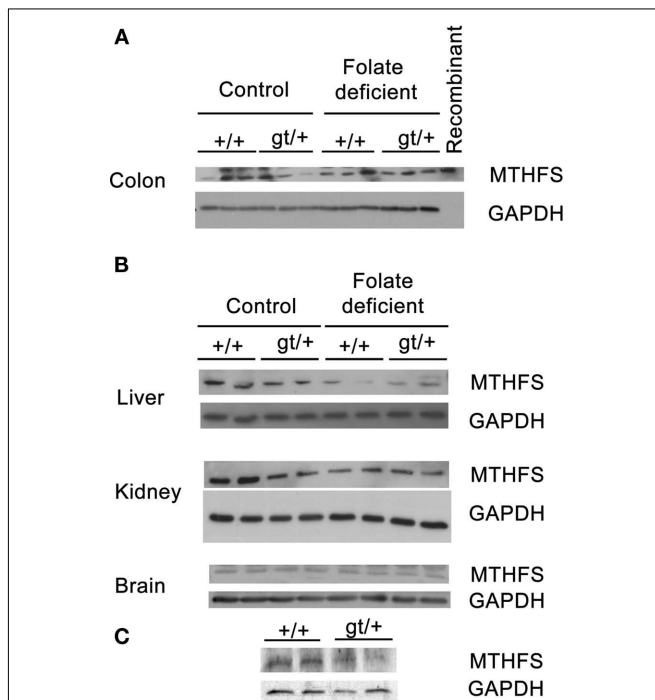 A
Control
Folate
deficient
Recombinant
+/+ gt/+ +/+ gt/+
Colon
MTHFS
GAPDH
B
Control
Folate
deficient
+/+ gt/+ +/+ gt/+
Liver
MTHFS
GAPDH
Kidney
MTHFS
GAPDH
Brain
MTHFS
GAPDH
C
+/+ gt/+
MTHFS
GAPDH